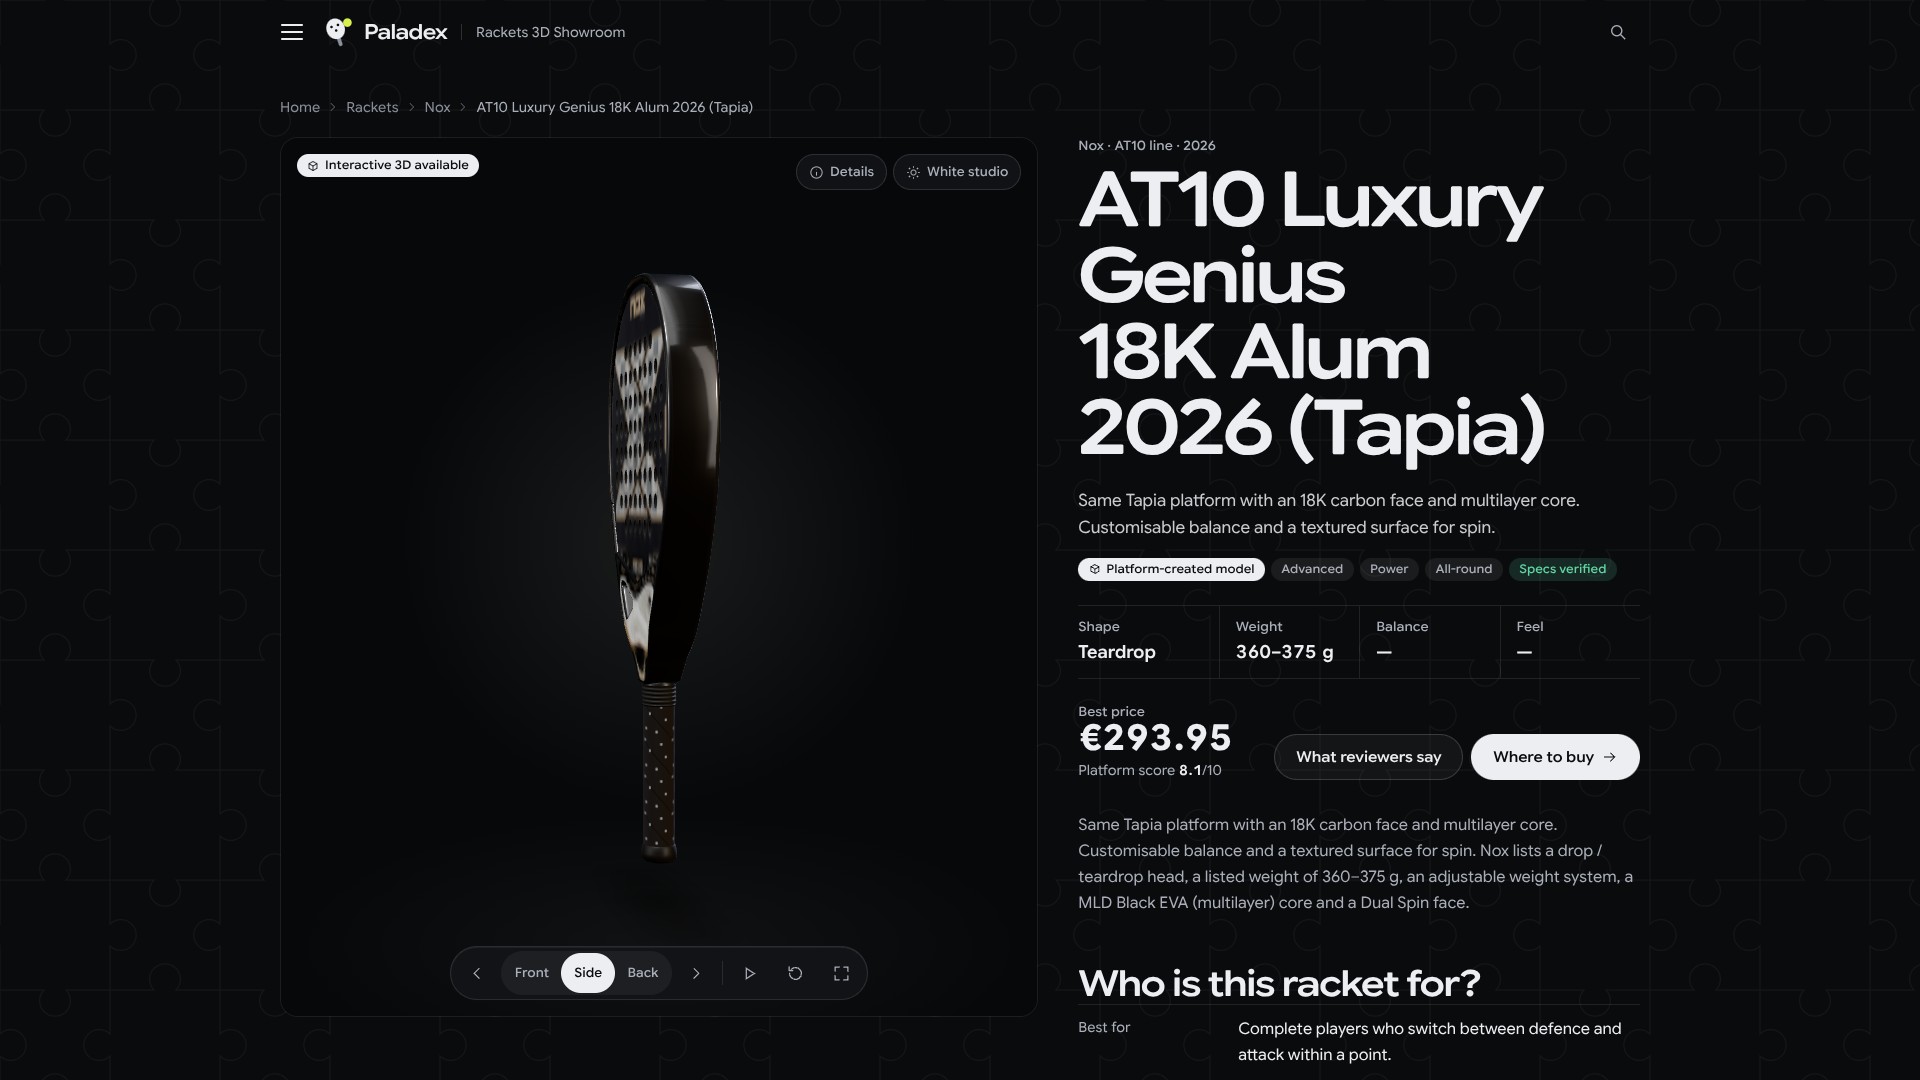 Paladex
Rackets 3D Showroom
Home > Rackets > Nox > AT10 Luxury Genius 18K Alum 2026 (Tapia)
Interactive 3D available
Details
White studio
nox
Front
Side
Back
Nox · AT10 line · 2026
AT10 Luxury
Genius
18K Alum
2026 (Tapia)
Same Tapia platform with an 18K carbon face and multilayer core.
Customisable balance and a textured surface for spin.
Platform-created model
Advanced
Power
All-round
Specs verified
Shape
Teardrop
Weight
360–375 g
Balance
—
Feel
—
Best price
€293.95
Platform score 8.1/10
What reviewers say
Where to buy →
Same Tapia platform with an 18K carbon face and multilayer core.
Customisable balance and a textured surface for spin. Nox lists a drop /
teardrop head, a listed weight of 360–375 g, an adjustable weight system, a
MLD Black EVA (multilayer) core and a Dual Spin face.
Who is this racket for?
Best for
Complete players who switch between defence and
attack within a point.